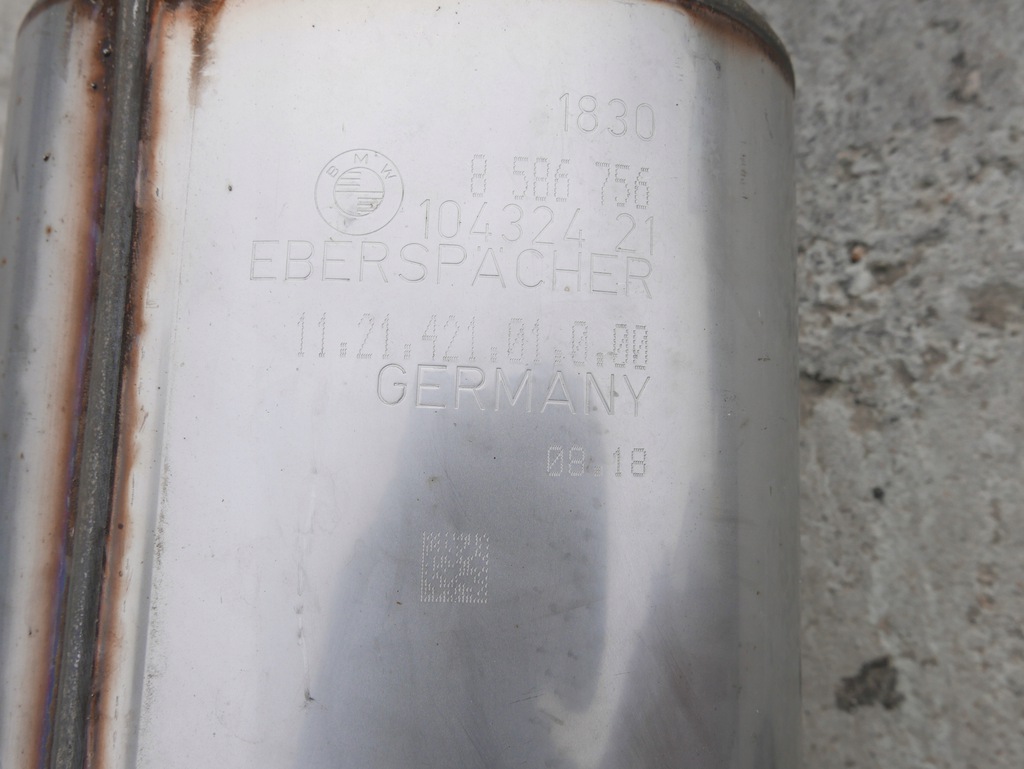 1830
BMW
8 586 756
104324 21
EBERSPÄCHER
11.21.421.01.0.00
GERMANY
08.18